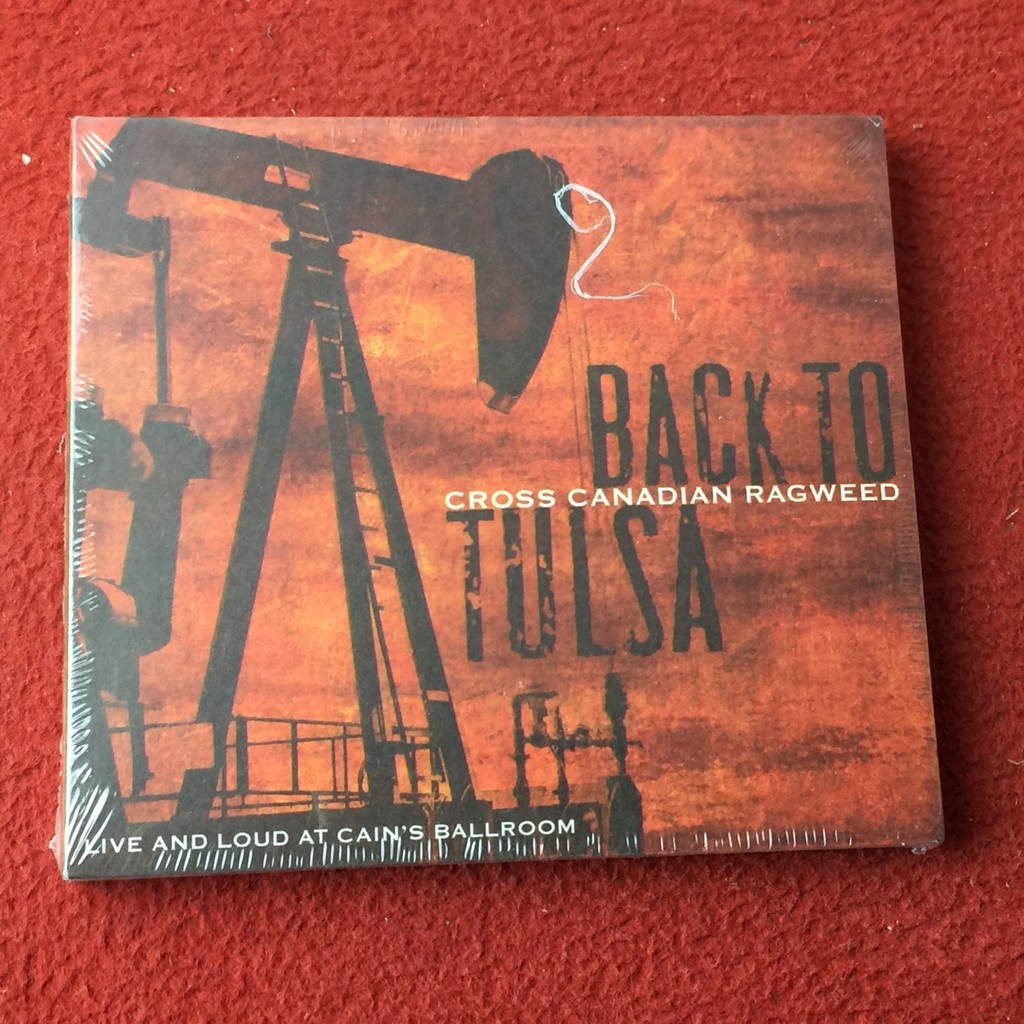 BACK TO
CROSS CANADIAN RAGWEED
TULSA
LIVE AND LOUD AT CAIN'S BALLROOM